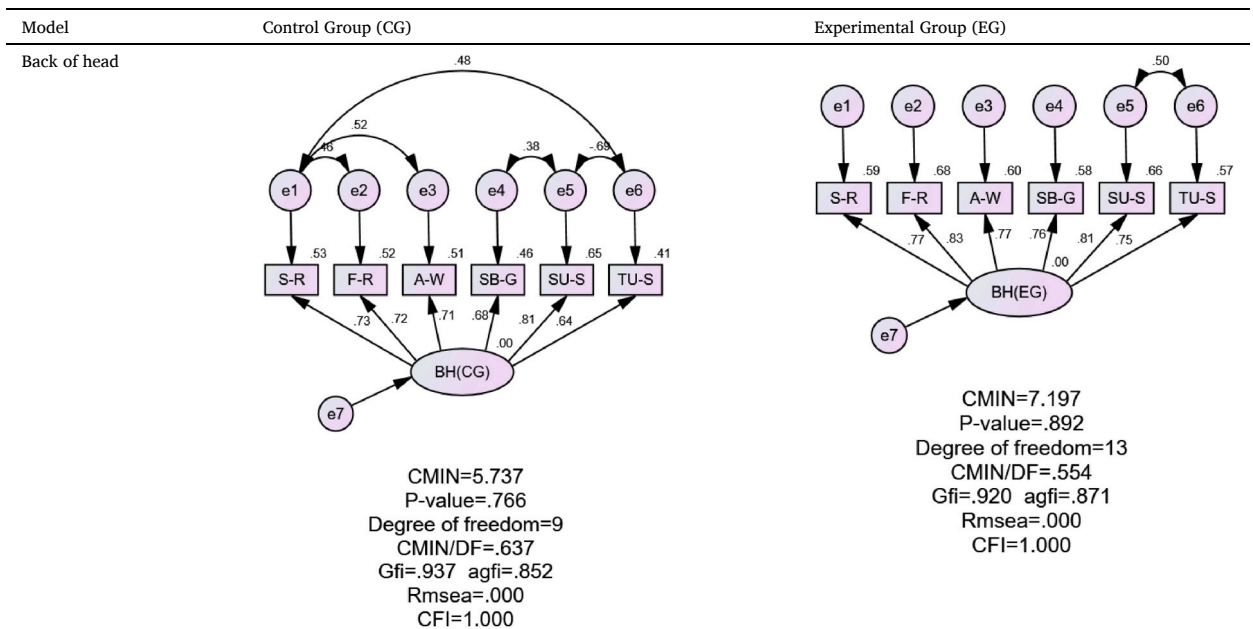 Model Control Group (CG) Experimental Group (EG)
Back of head
.48
.52
.46 .38 -.69
e1 e2 e3 e4 e5 e6
.53 .52 .51 .46 .65 .41
S-R F-R A-W SB-G SU-S TU-S
.73 .72 .71 .68 .81 .64
.00
BH(CG)
e7
CMIN=5.737
P-value=.766
Degree of freedom=9
CMIN/DF=.637
Gfi=.937 agfi=.852
Rmsea=.000
CFI=1.000
.50
e1 e2 e3 e4 e5 e6
.59 .68 .60 .58 .66 .57
S-R F-R A-W SB-G SU-S TU-S
.77 .83 .77 .76 .81 .75
.00
BH(EG)
e7
CMIN=7.197
P-value=.892
Degree of freedom=13
CMIN/DF=.554
Gfi=.920 agfi=.871
Rmsea=.000
CFI=1.000